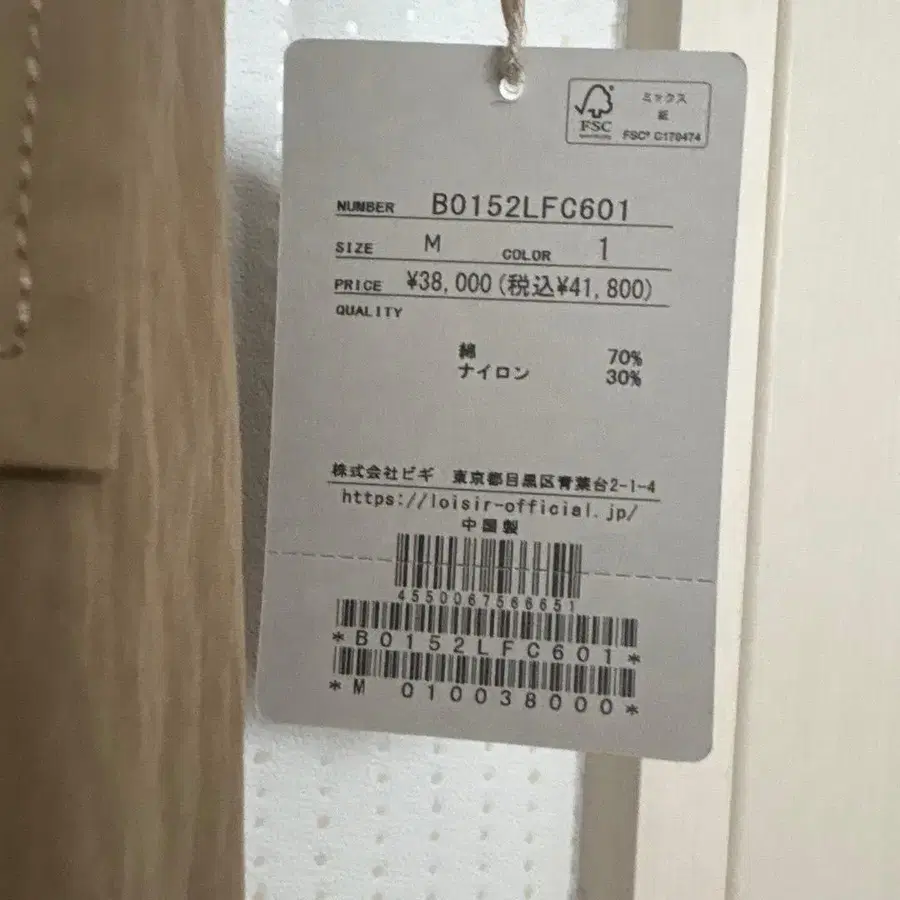 ミックス
紙
FSC
FSC® C170474
NUMBER B0152LFC601
SIZE M COLOR 1
PRICE ¥38,000(税込¥41,800)
QUALITY
綿 70%
ナイロン 30%
株式会社ビギ 東京都目黒区青葉台2-1-4
https://loisir-official.jp/
中国製
4550067566651
*B0152LFC601*
*M 010038000*